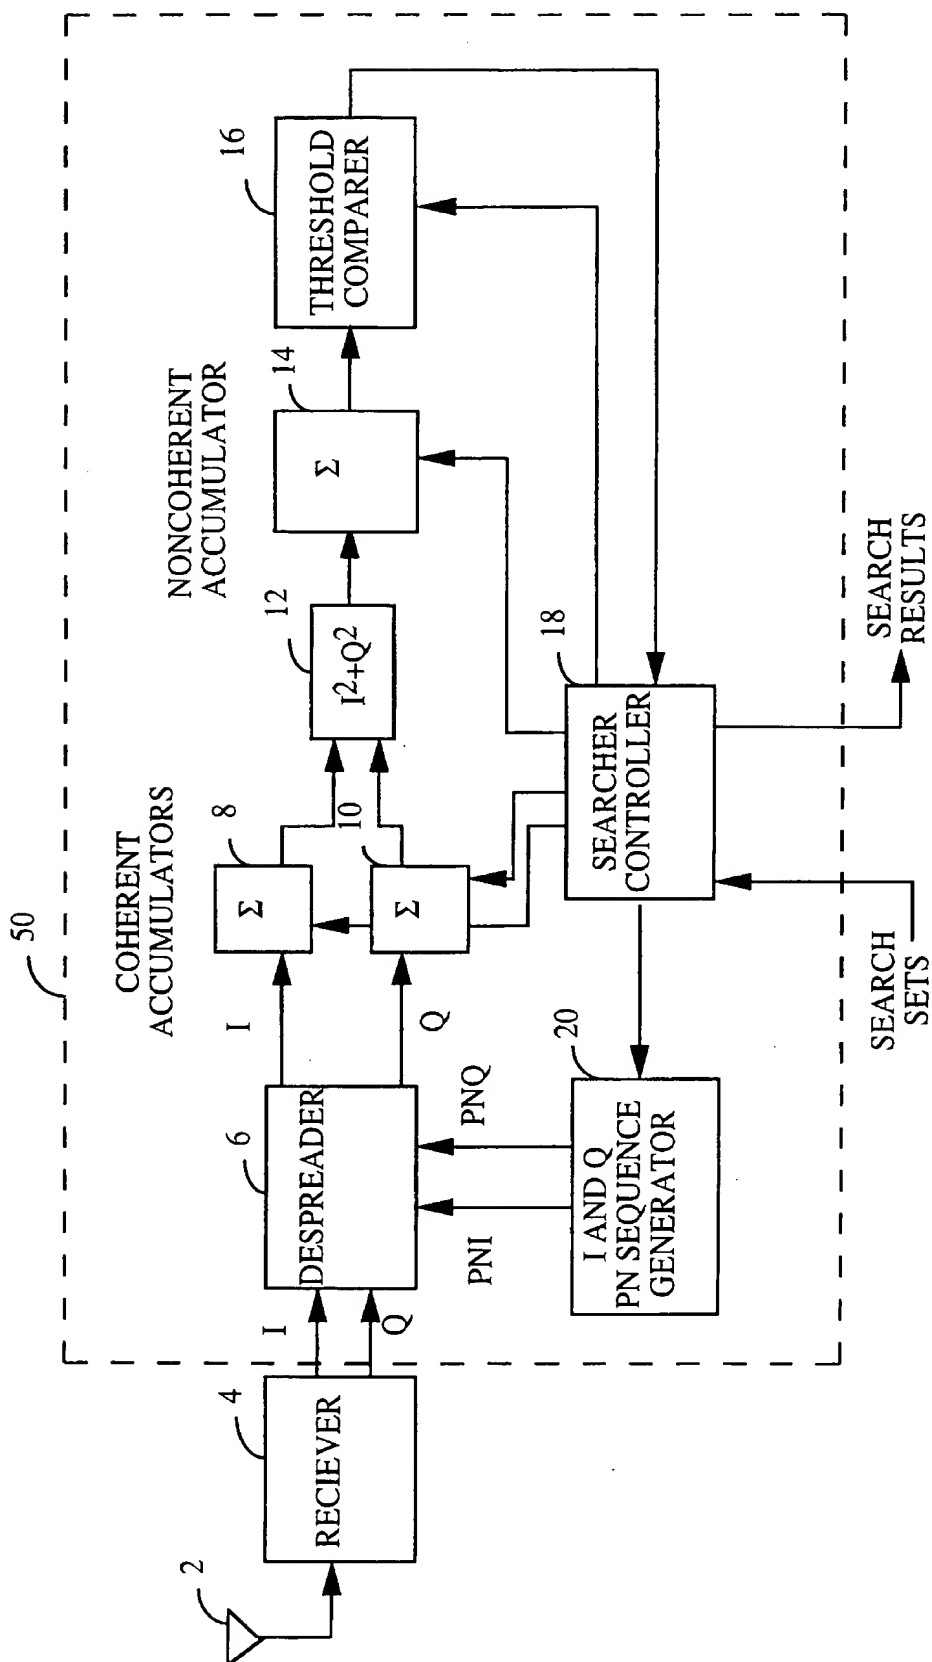 50
COHERENT
ACCUMULATORS
NONCOHERENT
ACCUMULATOR
2
4
RECIEVER
I
Q
6
DESPREADER
I
Q
8
Σ
10
Σ
12
I²+Q²
14
Σ
16
THRESHOLD
COMPARER
PNI
PNQ
20
I AND Q
PN SEQUENCE
GENERATOR
18
SEARCHER
CONTROLLER
SEARCH
SETS
SEARCH
RESULTS